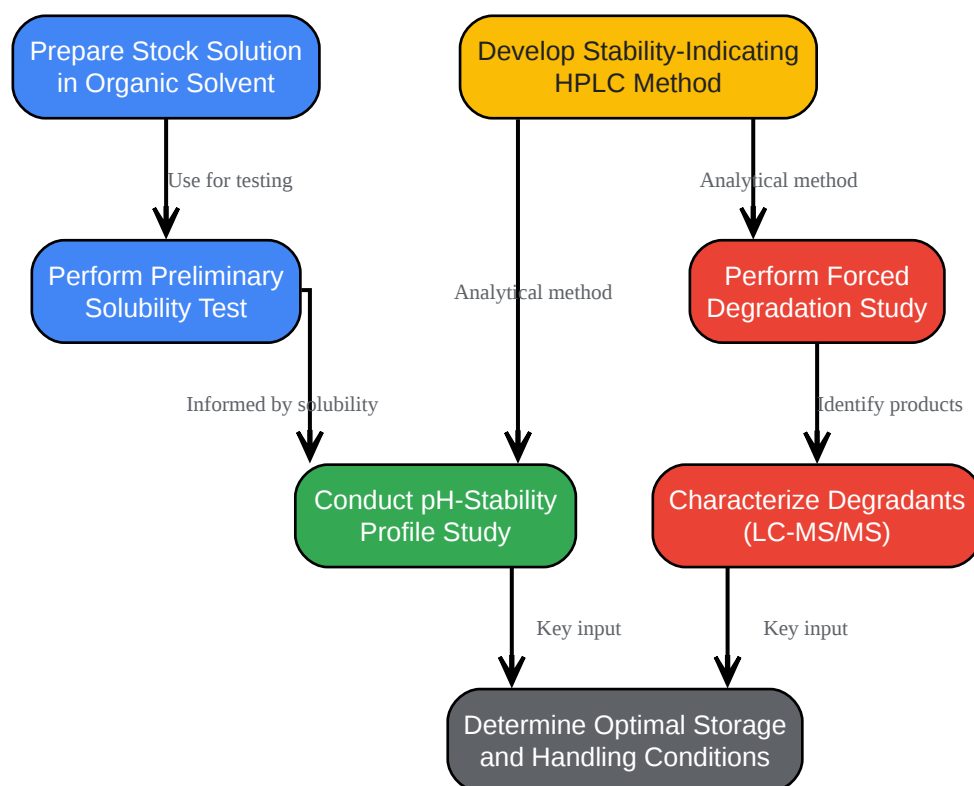 Prepare Stock Solution
in Organic Solvent
Develop Stability-Indicating
HPLC Method
Use for testing
Analytical method
Perform Preliminary
Solubility Test
Analytical method
Perform Forced
Degradation Study
Informed by solubility
Identify products
Conduct pH-Stability
Profile Study
Characterize Degradants
(LC-MS/MS)
Key input
Key input
Determine Optimal Storage
and Handling Conditions